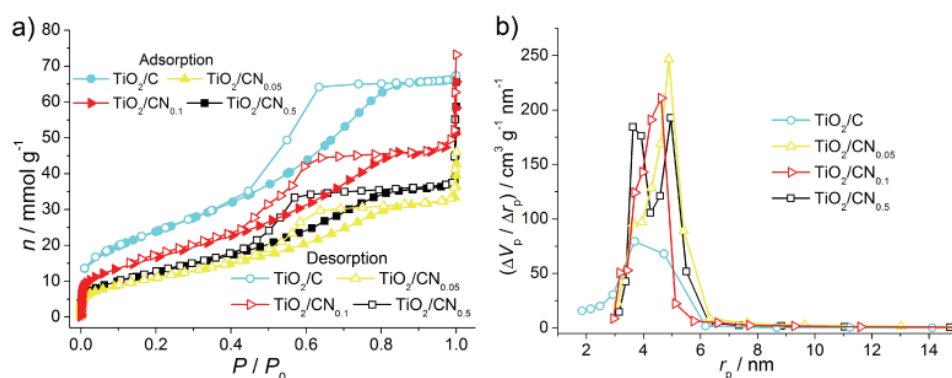 a)
n / mmol g⁻¹
80
70
60
50
40
30
20
10
0
Adsorption
TiO₂/C TiO₂/CN₀.₀₅
TiO₂/CN₀.₁ TiO₂/CN₀.₅
Desorption
TiO₂/C TiO₂/CN₀.₀₅
TiO₂/CN₀.₁ TiO₂/CN₀.₅
0.0 0.2 0.4 0.6 0.8 1.0
P / P₀
b)
(ΔVₚ / Δrₚ) / cm³ g⁻¹ nm⁻¹
250
200
150
100
50
0
TiO₂/C
TiO₂/CN₀.₀₅
TiO₂/CN₀.₁
TiO₂/CN₀.₅
2 4 6 8 10 12 14
rₚ / nm